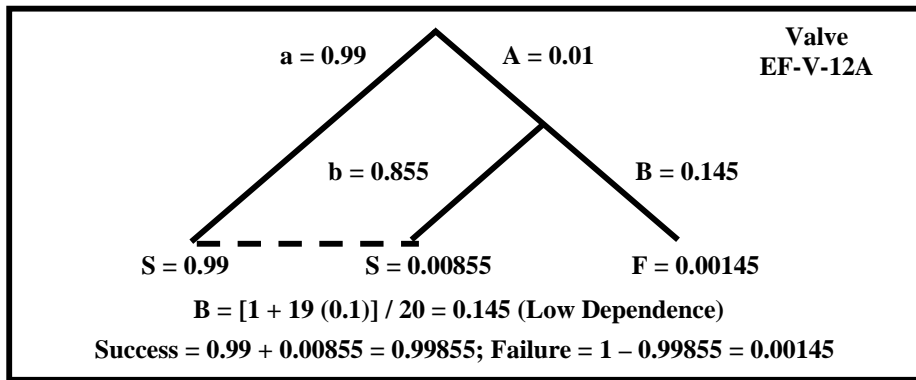 a = 0.99
A = 0.01
Valve
EF-V-12A
b = 0.855
B = 0.145
S = 0.99
S = 0.00855
F = 0.00145
B = [1 + 19 (0.1)] / 20 = 0.145 (Low Dependence)
Success = 0.99 + 0.00855 = 0.99855; Failure = 1 – 0.99855 = 0.00145